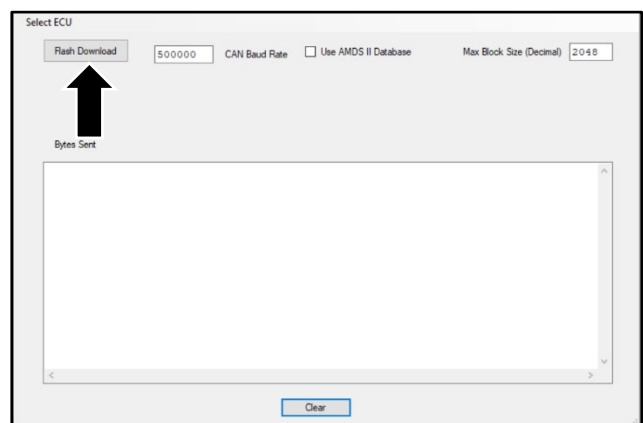 Select ECU
Flash Download 500000 CAN Baud Rate Use AMDS II Database Max Block Size (Decimal) 2048
Bytes Sent
Clear